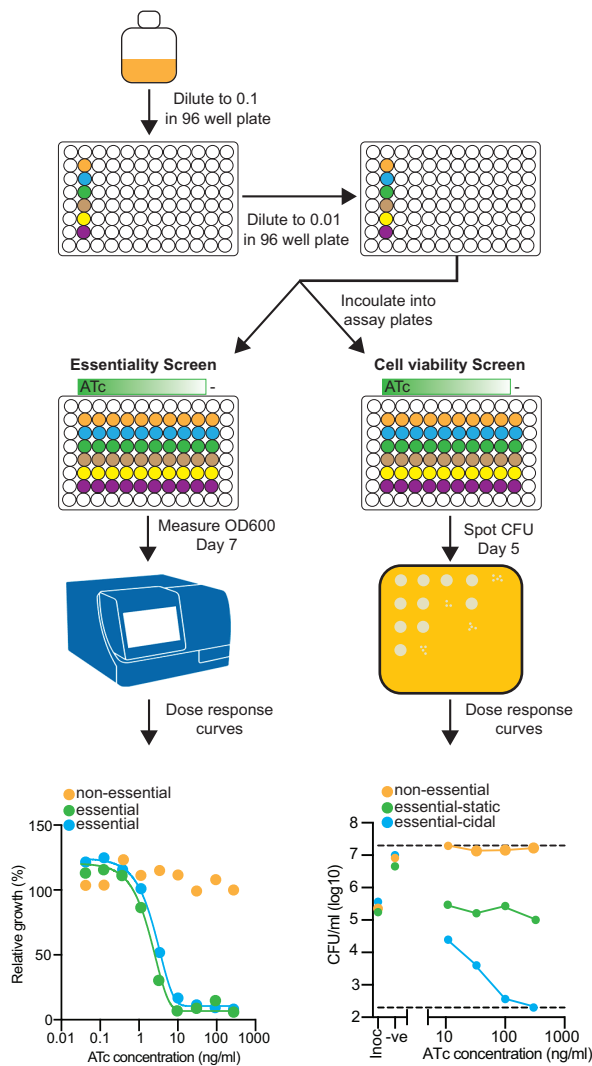 Dilute to 0.1
in 96 well plate
Dilute to 0.01
in 96 well plate
Incoulate into
assay plates
Essentiality Screen
ATc
-
Cell viability Screen
ATc
-
Measure OD600
Day 7
Spot CFU
Day 5
Dose response
curves
Dose response
curves
non-essential
essential
essential
150
100
50
0
Relative growth (%)
0.01
0.1
1
10
100
1000
ATc concentration (ng/ml)
non-essential
essential-static
essential-cidal
8
7
6
5
4
3
2
CFU/ml (log10)
Inoc
-ve
10
100
1000
ATc concentration (ng/ml)